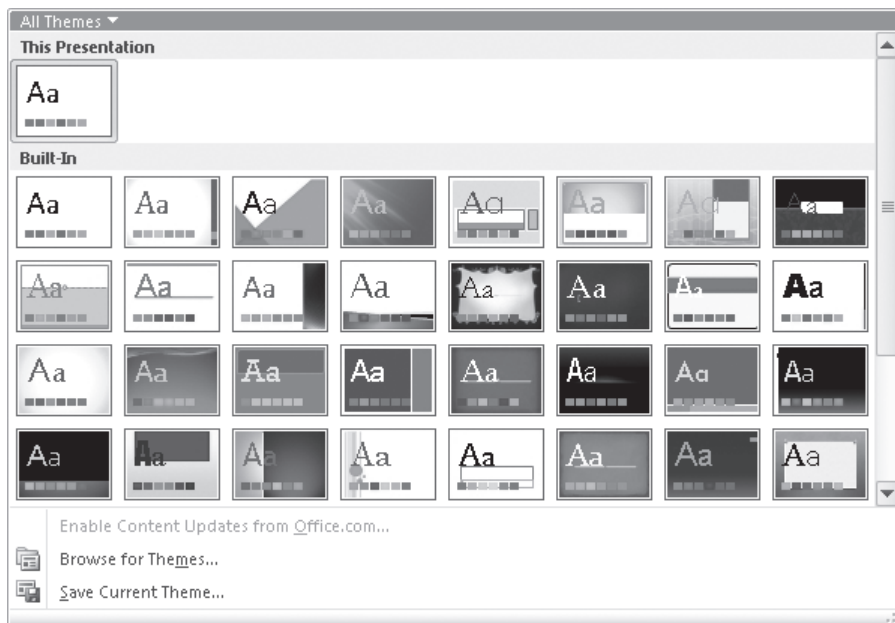 All Themes
This Presentation
Aa
Built-In
Aa Aa Aa Aa Aa Aa Aa Aa
Aa Aa Aa Aa Aa Aa Aa Aa
Aa Aa Aa Aa Aa Aa Aa Aa
Aa Aa Aa Aa Aa Aa Aa Aa
Enable Content Updates from Office.com...
Browse for Themes...
Save Current Theme...